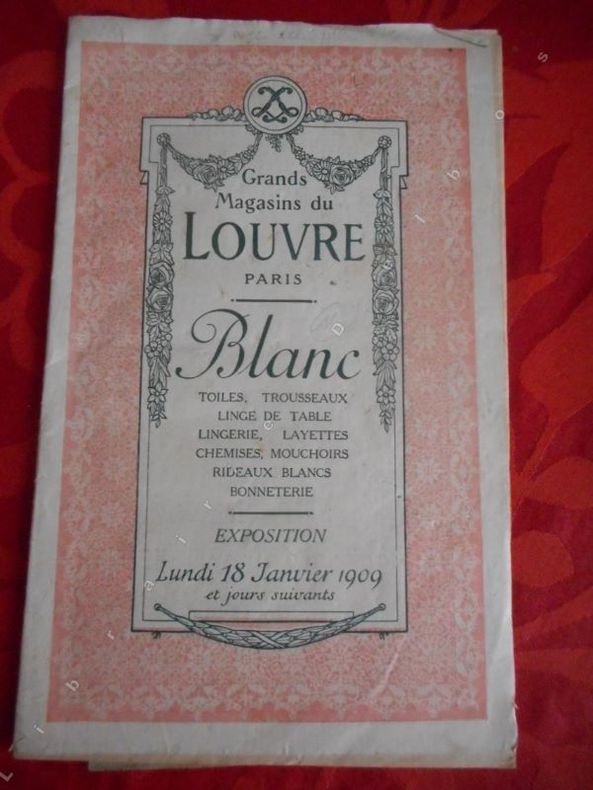 Grands
Magasins du
LOUVRE
PARIS
Blanc
TOILES, TROUSSEAUX
LINGE DE TABLE
LINGERIE, LAYETTES
CHEMISES, MOUCHOIRS
RIDEAUX BLANCS
BONNETERIE
EXPOSITION
Lundi 18 Janvier 1909
et jours suivants